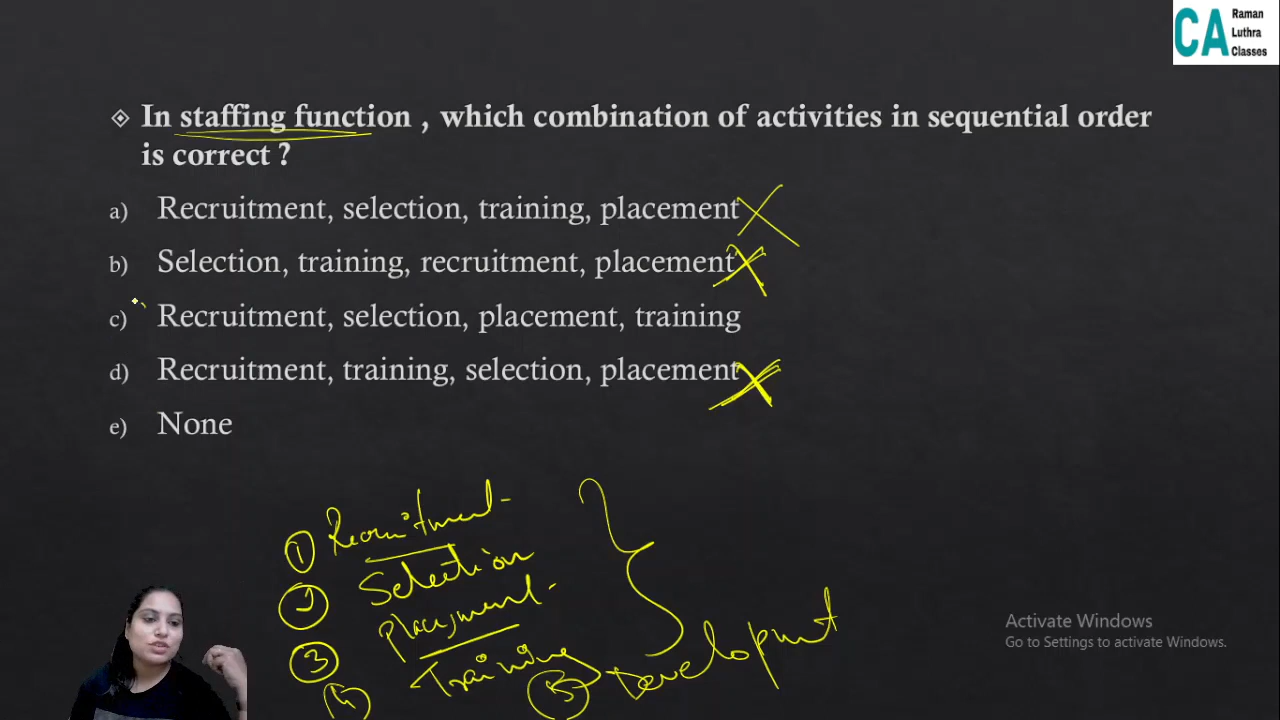 CA Raman
Luthra
Classes
In staffing function , which combination of activities in sequential order
is correct ?
a) Recruitment, selection, training, placement
b) Selection, training, recruitment, placement
c) Recruitment, selection, placement, training
d) Recruitment, training, selection, placement
e) None
1 Recruitment
2 Selection
3 Placement
4 Training
5 Development
Activate Windows
Go to Settings to activate Windows.